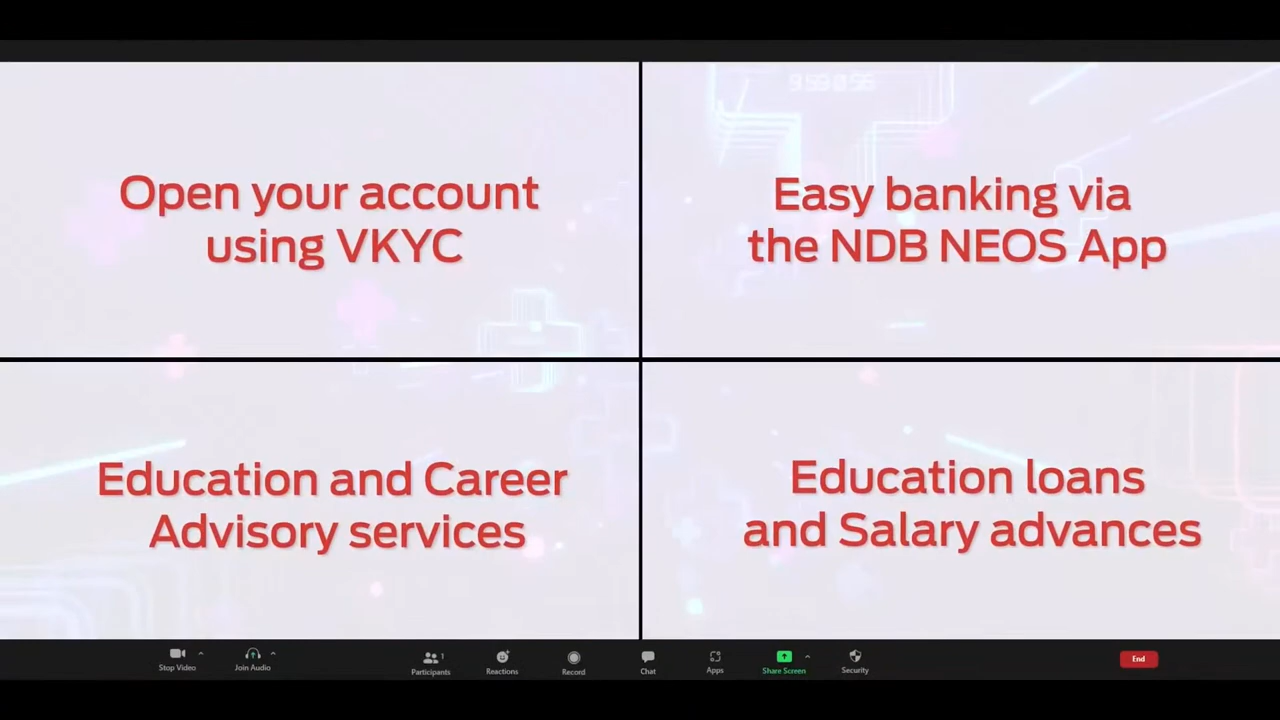 Open your account
using VKYC
Easy banking via
the NDB NEOS App
Education and Career
Advisory services
Education loans
and Salary advances
Stop Video
Join Audio
Participants
1
Reactions
Record
Chat
Apps
Share Screen
Security
End